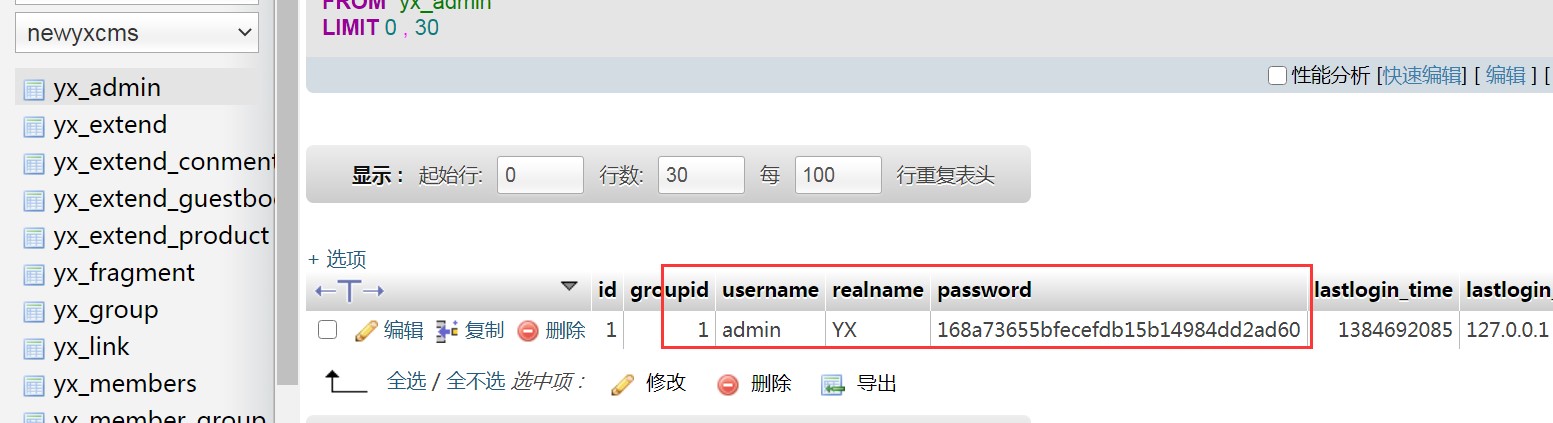 newyxcms
yx_admin
yx_extend
yx_extend_conment
yx_extend_guestbo
yx_extend_product
yx_fragment
yx_group
yx_link
yx_members
yx_member_group
FROM `yx_admin`
LIMIT 0 , 30
性能分析 [快速编辑] [ 编辑 ] [
显示 : 起始行: 0 行数: 30 每 100 行重复表头
+ 选项
←T→ id groupid username realname password lastlogin_time lastlogin_
编辑 复制 删除 1 1 admin YX 168a73655bfecefdb15b14984dd2ad60 1384692085 127.0.0.1
全选 / 全不选 选中项 : 修改 删除 导出